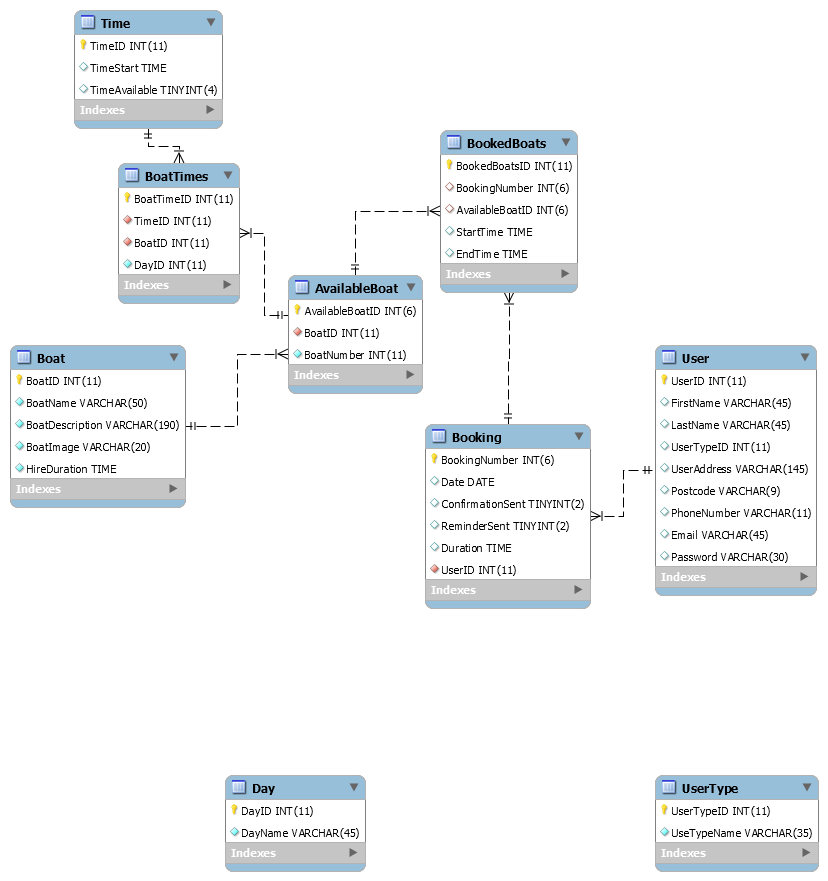 Time
TimeID INT(11)
TimeStart TIME
TimeAvailable TINYINT(4)
Indexes
BoatTimes
BoatTimeID INT(11)
TimeID INT(11)
BoatID INT(11)
DayID INT(11)
Indexes
BookedBoats
BookedBoatsID INT(11)
BookingNumber INT(6)
AvailableBoatID INT(6)
StartTime TIME
EndTime TIME
Indexes
AvailableBoat
AvailableBoatID INT(6)
BoatID INT(11)
BoatNumber INT(11)
Indexes
Boat
BoatID INT(11)
BoatName VARCHAR(50)
BoatDescription VARCHAR(190)
BoatImage VARCHAR(20)
HireDuration TIME
Indexes
Booking
BookingNumber INT(6)
Date DATE
ConfirmationSent TINYINT(2)
ReminderSent TINYINT(2)
Duration TIME
UserID INT(11)
Indexes
User
UserID INT(11)
FirstName VARCHAR(45)
LastName VARCHAR(45)
UserTypeID INT(11)
UserAddress VARCHAR(145)
Postcode VARCHAR(9)
PhoneNumber VARCHAR(11)
Email VARCHAR(45)
Password VARCHAR(30)
Indexes
Day
DayID INT(11)
DayName VARCHAR(45)
Indexes
UserType
UserTypeID INT(11)
UseTypeName VARCHAR(35)
Indexes